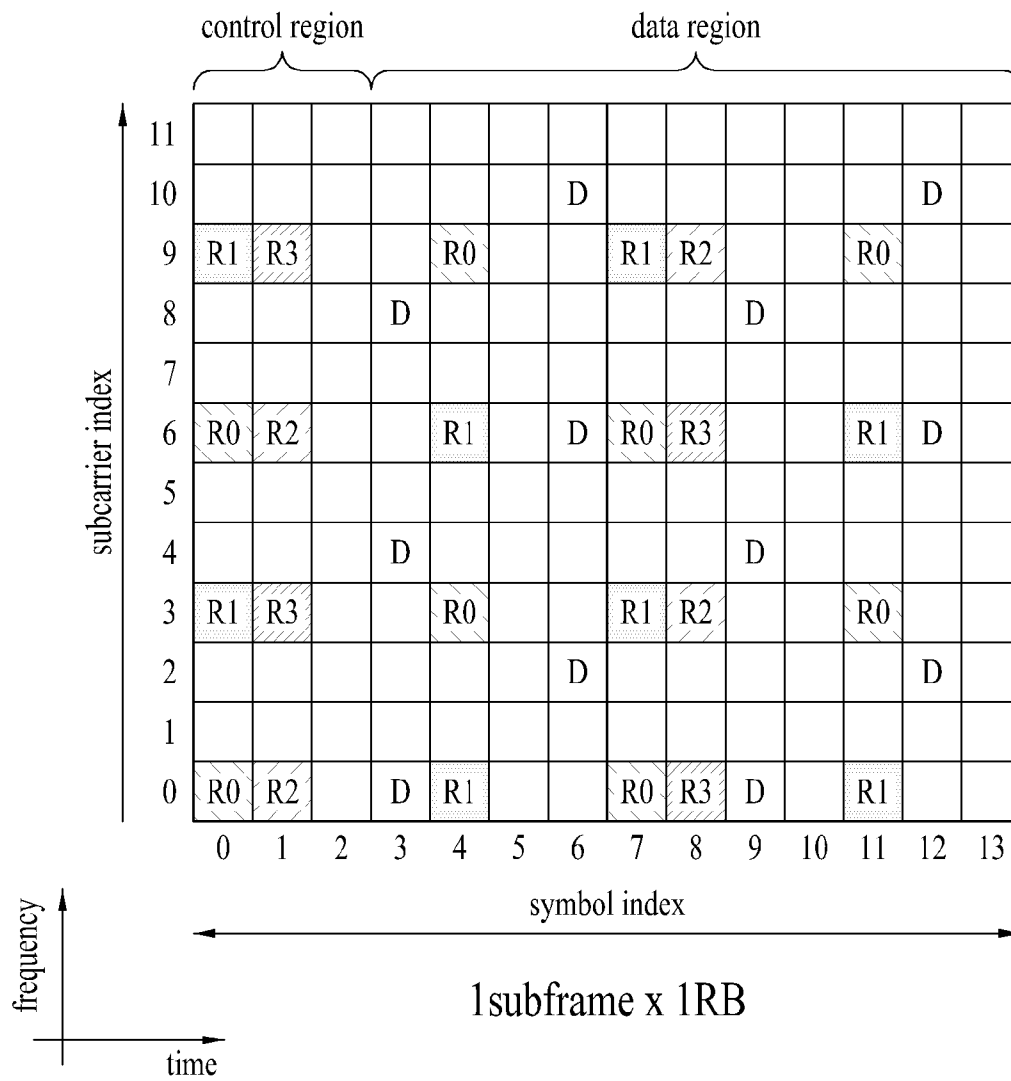 control region data region
11
10 D D
9 R1 R3 R0 R1 R2 R0
8 D D
7
6 R0 R2 R1 D R0 R3 R1 D
5
4 D D
3 R1 R3 R0 R1 R2 R0
2 D D
1
0 R0 R2 D R1 R0 R3 D R1
subcarrier index
0 1 2 3 4 5 6 7 8 9 10 11 12 13
symbol index
frequency
time
1subframe x 1RB